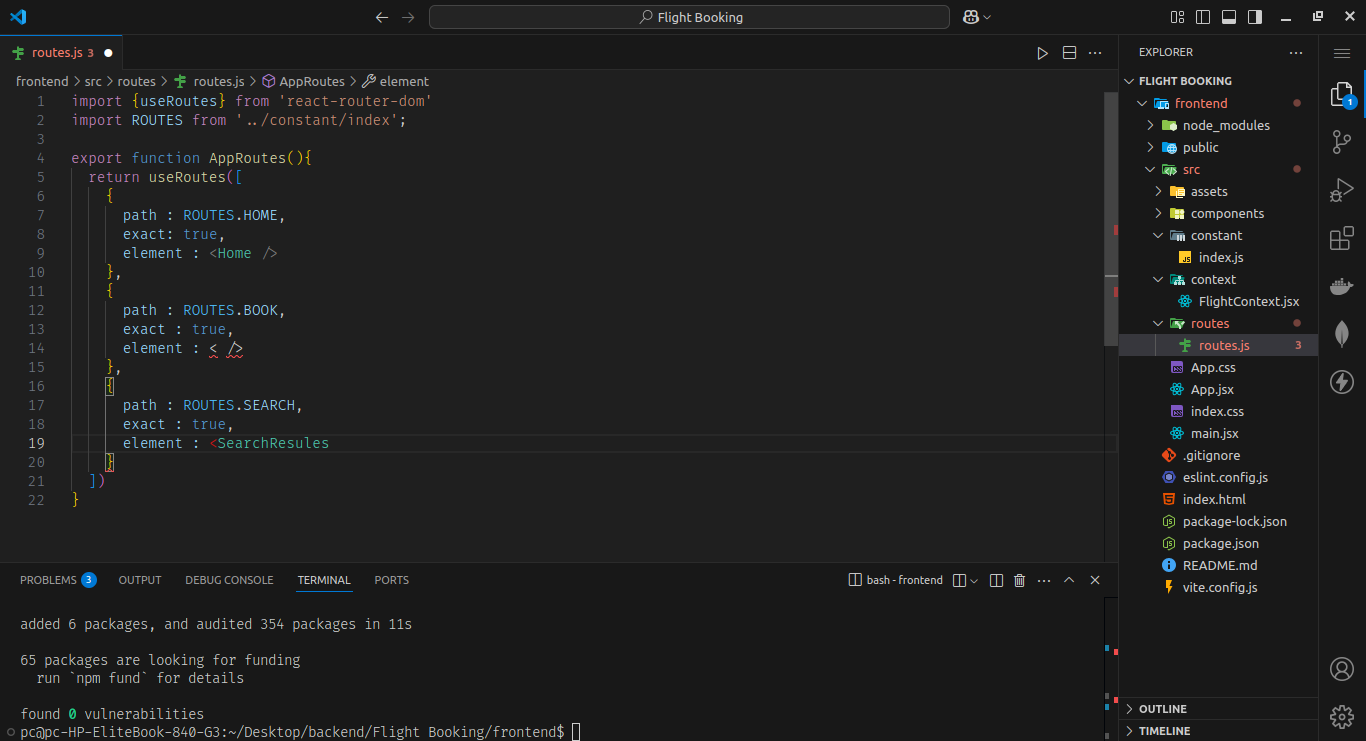 Flight Booking
routes.js 3
frontend > src > routes > routes.js > AppRoutes > element
1 import {useRoutes} from 'react-router-dom'
2 import ROUTES from '../constant/index';
3
4 export function AppRoutes(){
5 return useRoutes([
6 {
7 path : ROUTES.HOME,
8 exact: true,
9 element : <Home />
10 },
11 {
12 path : ROUTES.BOOK,
13 exact : true,
14 element : < />
15 },
16 {
17 path : ROUTES.SEARCH,
18 exact : true,
19 element : <SearchResules
20 }
21 ])
22 }
PROBLEMS 3 OUTPUT DEBUG CONSOLE TERMINAL PORTS
bash - frontend
added 6 packages, and audited 354 packages in 11s
65 packages are looking for funding
run `npm fund` for details
found 0 vulnerabilities
pc@pc-HP-EliteBook-840-G3:~/Desktop/backend/Flight Booking/frontend$
EXPLORER
FLIGHT BOOKING
frontend
node_modules
public
src
assets
components
constant
JS index.js
context
FlightContext.jsx
routes
routes.js 3
App.css
App.jsx
index.css
main.jsx
.gitignore
eslint.config.js
index.html
package-lock.json
package.json
README.md
vite.config.js
OUTLINE
TIMELINE
1